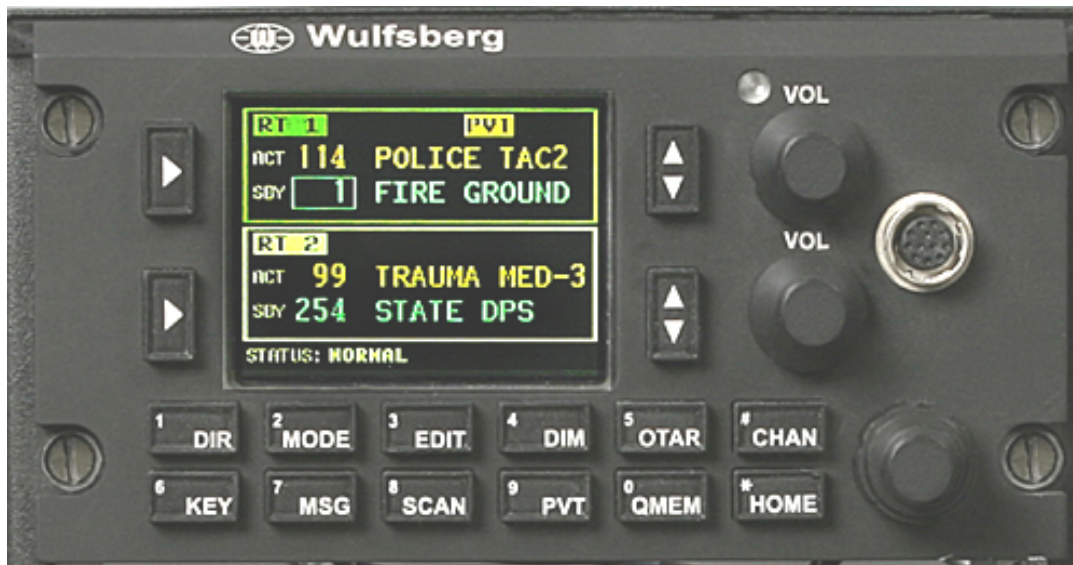 Wulfsberg
VOL
RT 1 PV1
ACT 114 POLICE TAC2
SBY 1 FIRE GROUND
VOL
RT 2
ACT 99 TRAUMA MED-3
SBY 254 STATE DPS
STATUS: NORMAL
1 DIR 2 MODE 3 EDIT 4 DIM 5 OTAR # CHAN
6 KEY 7 MSG 8 SCAN 9 PVT 0 QMEM * HOME